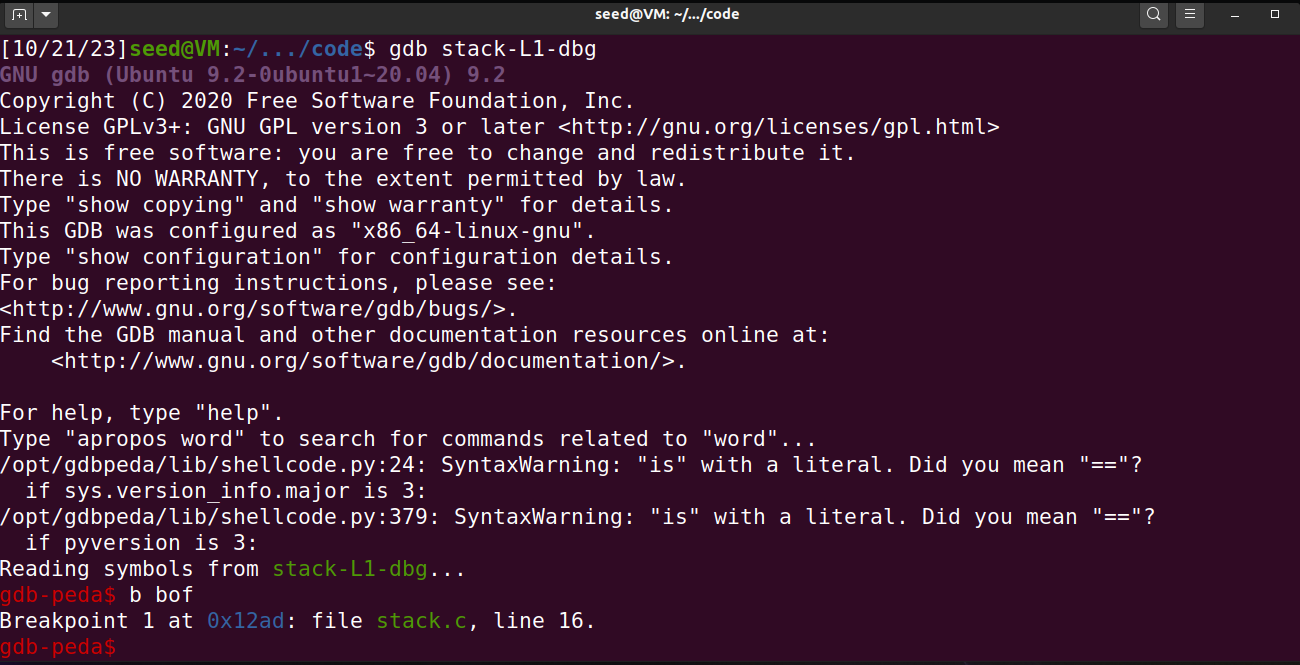 seed@VM: ~/.../code
[10/21/23]seed@VM:~/.../code$ gdb stack-L1-dbg
GNU gdb (Ubuntu 9.2-0ubuntu1~20.04) 9.2
Copyright (C) 2020 Free Software Foundation, Inc.
License GPLv3+: GNU GPL version 3 or later <http://gnu.org/licenses/gpl.html>
This is free software: you are free to change and redistribute it.
There is NO WARRANTY, to the extent permitted by law.
Type "show copying" and "show warranty" for details.
This GDB was configured as "x86_64-linux-gnu".
Type "show configuration" for configuration details.
For bug reporting instructions, please see:
<http://www.gnu.org/software/gdb/bugs/>.
Find the GDB manual and other documentation resources online at:
    <http://www.gnu.org/software/gdb/documentation/>.

For help, type "help".
Type "apropos word" to search for commands related to "word"...
/opt/gdbpeda/lib/shellcode.py:24: SyntaxWarning: "is" with a literal. Did you mean "=="?
  if sys.version_info.major is 3:
/opt/gdbpeda/lib/shellcode.py:379: SyntaxWarning: "is" with a literal. Did you mean "=="?
  if pyversion is 3:
Reading symbols from stack-L1-dbg...
gdb-peda$ b bof
Breakpoint 1 at 0x12ad: file stack.c, line 16.
gdb-peda$